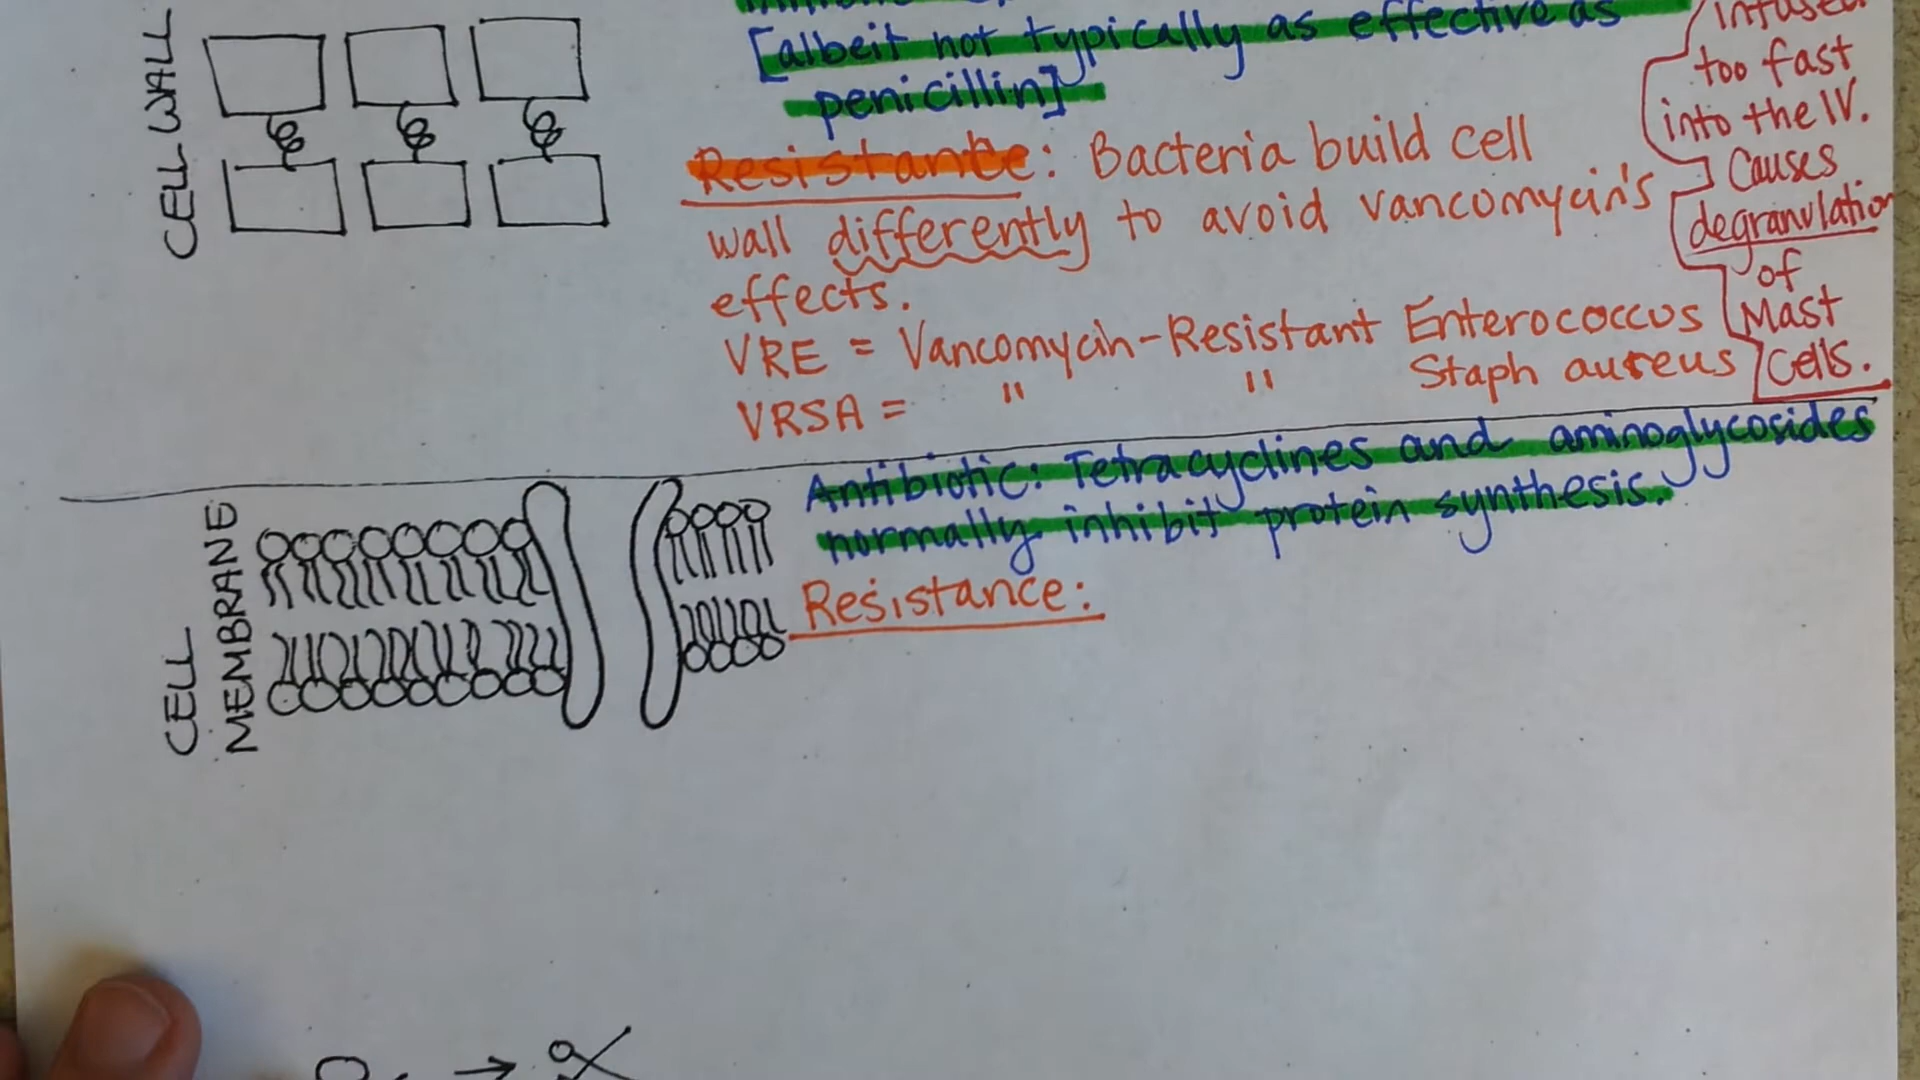 CELL WALL
[albeit not typically as effective as
penicillin]
Resistance: Bacteria build cell
wall differently to avoid vancomycin's
effects.
VRE = Vancomycin-Resistant Enterococcus
VRSA = " " Staph aureus
infused
too fast
into the IV.
Causes
degranulation
of
Mast
cells.
CELL
MEMBRANE
Antibiotic: Tetracyclines and aminoglycosides
normally inhibit protein synthesis.
Resistance: